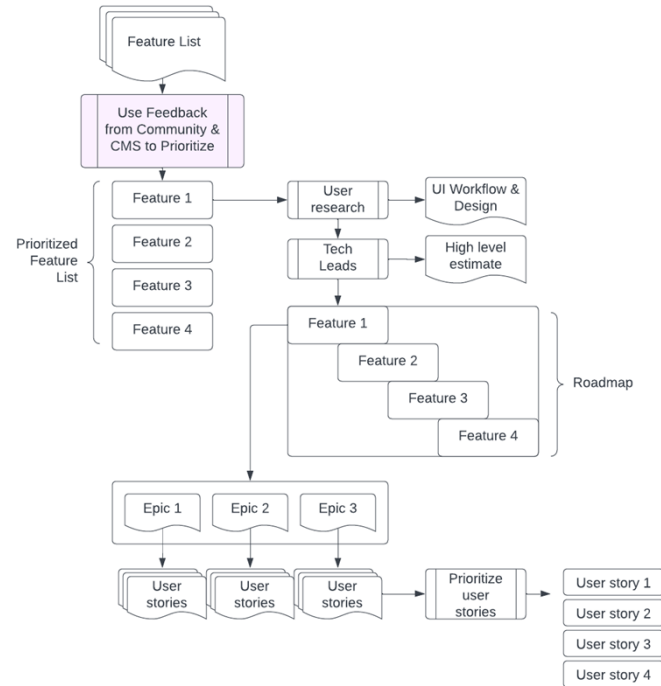 Feature List
Use Feedback
from Community &
CMS to Prioritize
Prioritized
Feature
List
Feature 1
Feature 2
Feature 3
Feature 4
User
research
UI Workflow &
Design
Tech
Leads
High level
estimate
Feature 1
Feature 2
Feature 3
Feature 4
Roadmap
Epic 1
Epic 2
Epic 3
User
stories
User
stories
User
stories
Prioritize
user
stories
User story 1
User story 2
User story 3
User story 4